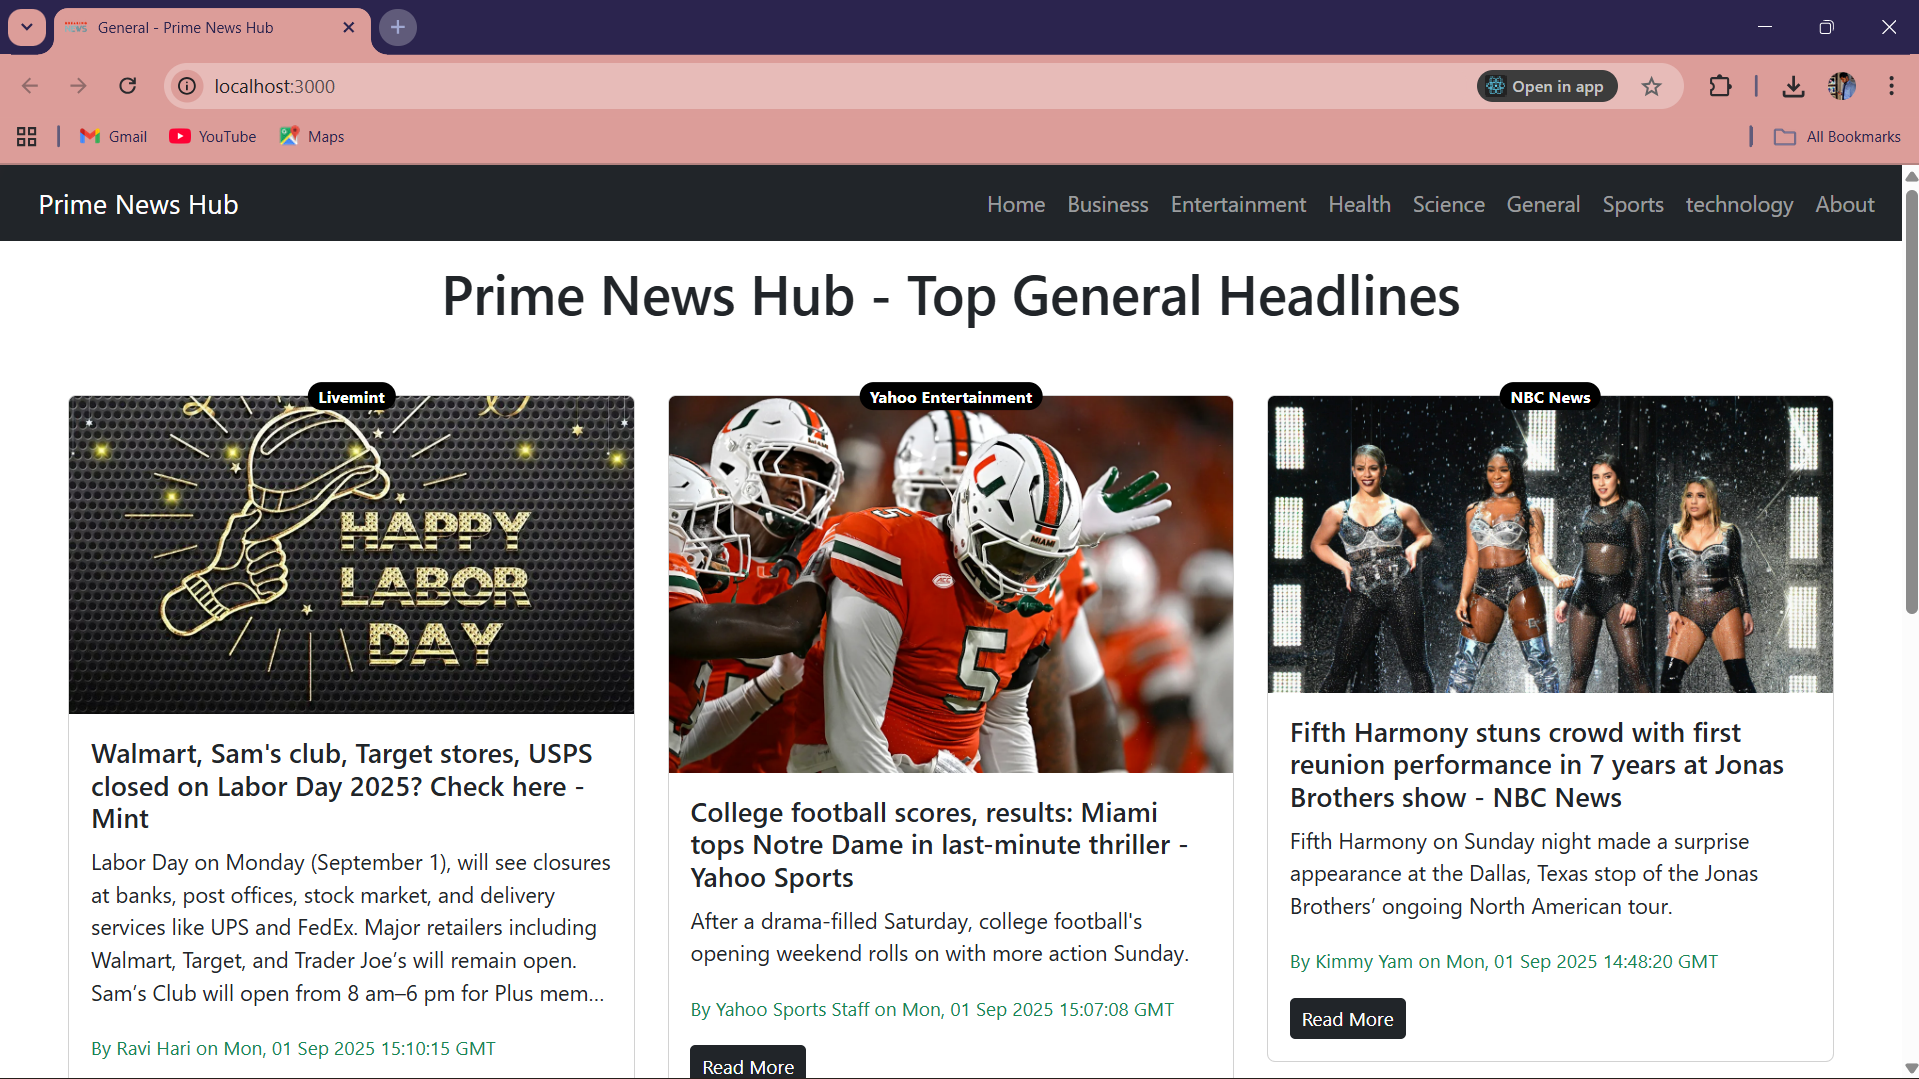 General - Prime News Hub
localhost:3000
Open in app
Gmail
YouTube
Maps
All Bookmarks
Prime News Hub
Home
Business
Entertainment
Health
Science
General
Sports
technology
About
Prime News Hub - Top General Headlines
Livemint
HAPPY
LABOR
DAY
Walmart, Sam's club, Target stores, USPS
closed on Labor Day 2025? Check here -
Mint
Labor Day on Monday (September 1), will see closures
at banks, post offices, stock market, and delivery
services like UPS and FedEx. Major retailers including
Walmart, Target, and Trader Joe’s will remain open.
Sam’s Club will open from 8 am–6 pm for Plus mem...
By Ravi Hari on Mon, 01 Sep 2025 15:10:15 GMT
Yahoo Entertainment
5
MIAMI
ACC
5
College football scores, results: Miami
tops Notre Dame in last-minute thriller -
Yahoo Sports
After a drama-filled Saturday, college football's
opening weekend rolls on with more action Sunday.
By Yahoo Sports Staff on Mon, 01 Sep 2025 15:07:08 GMT
Read More
NBC News
Fifth Harmony stuns crowd with first
reunion performance in 7 years at Jonas
Brothers show - NBC News
Fifth Harmony on Sunday night made a surprise
appearance at the Dallas, Texas stop of the Jonas
Brothers’ ongoing North American tour.
By Kimmy Yam on Mon, 01 Sep 2025 14:48:20 GMT
Read More